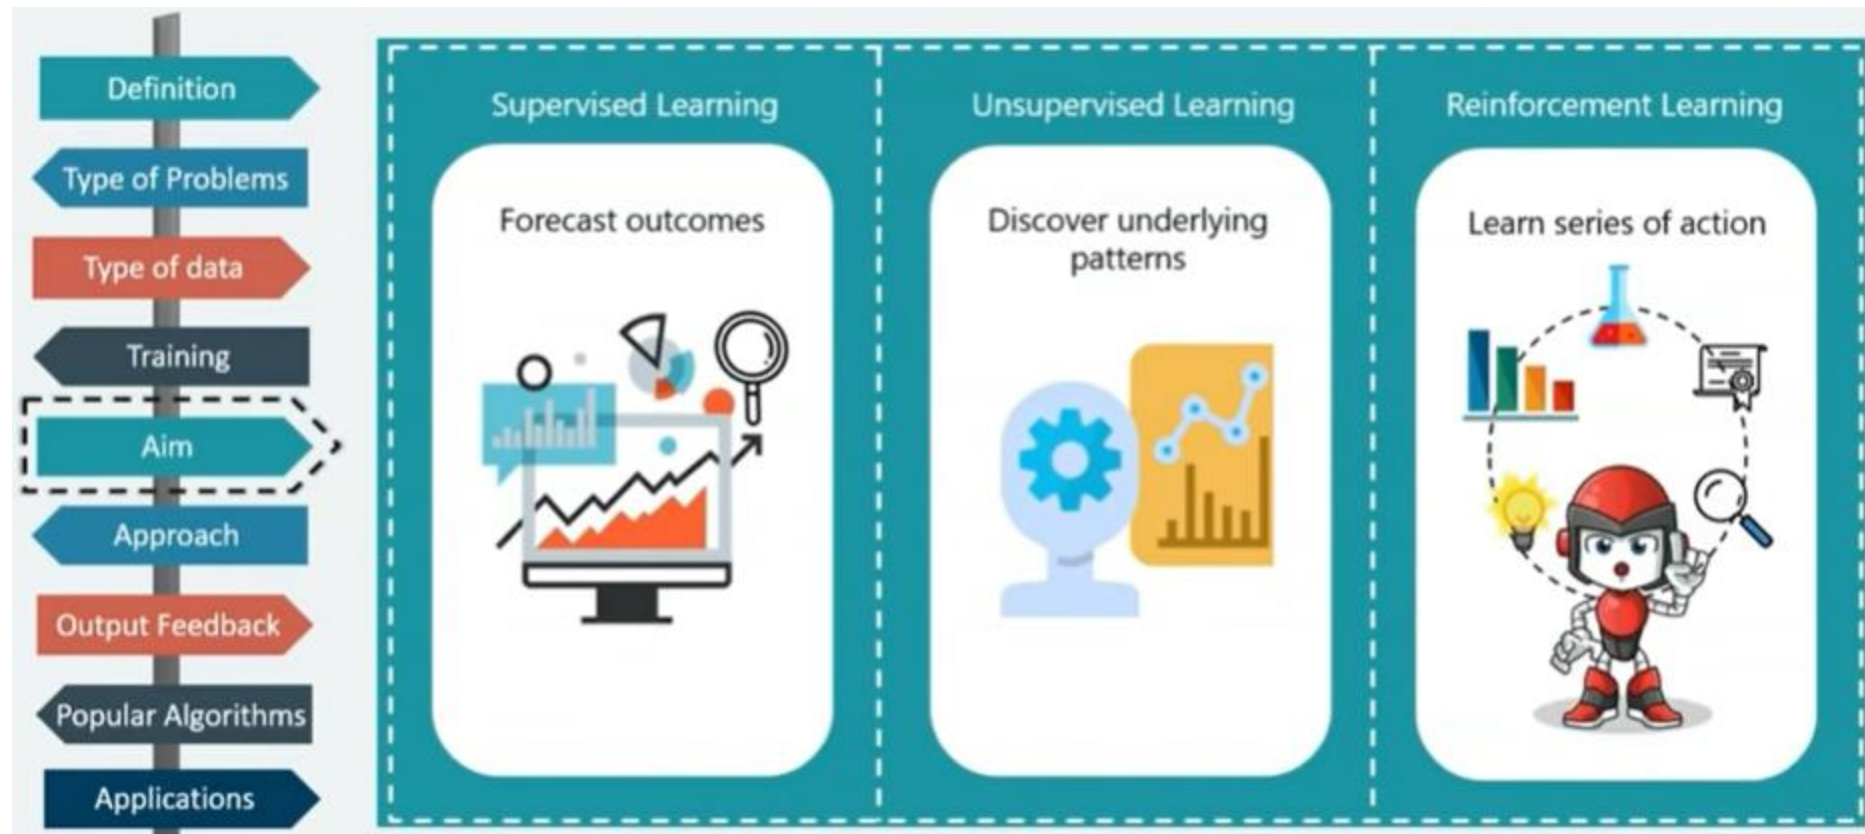 Definition
Type of Problems
Type of data
Training
Aim
Approach
Output Feedback
Popular Algorithms
Applications
Supervised Learning
Forecast outcomes
Unsupervised Learning
Discover underlying
patterns
Reinforcement Learning
Learn series of action